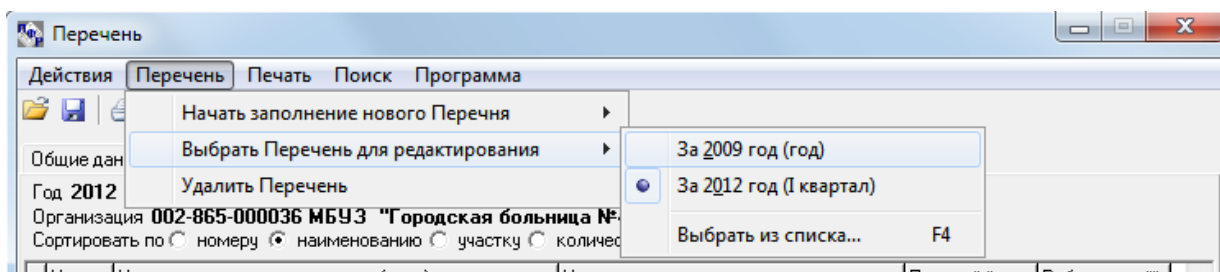 Перечень
Действия Перечень Печать Поиск Программа
Начать заполнение нового Перечня
Общие дан Выбрать Перечень для редактирования За 2009 год (год)
Год 2012 Удалить Перечень За 2012 год (I квартал)
Организация 002-865-000036 МБУЗ "Городская больница №
Сортировать по номеру наименованию участку количес Выбрать из списка... F4